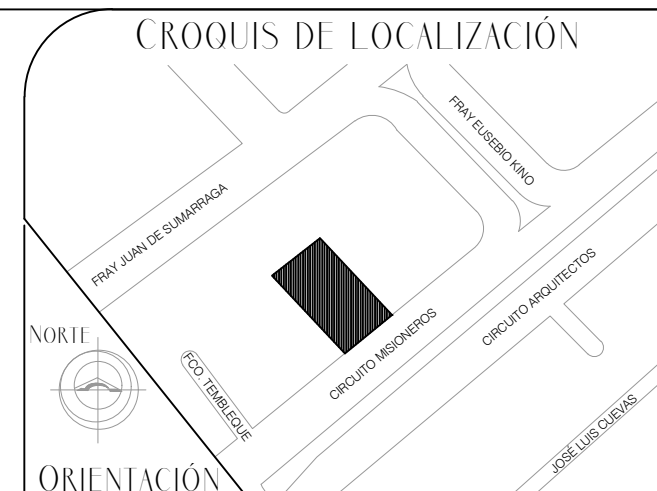 CROQUIS DE LOCALIZACIÓN
FRAY EUSEBIO KINO
FRAY JUAN DE SUMARRAGA
CIRCUITO ARQUITECTOS
CIRCUITO MISIONEROS
NORTE
FCO. TEMBLEQUE
JOSÉ LUIS CUEVAS
ORIENTACIÓN